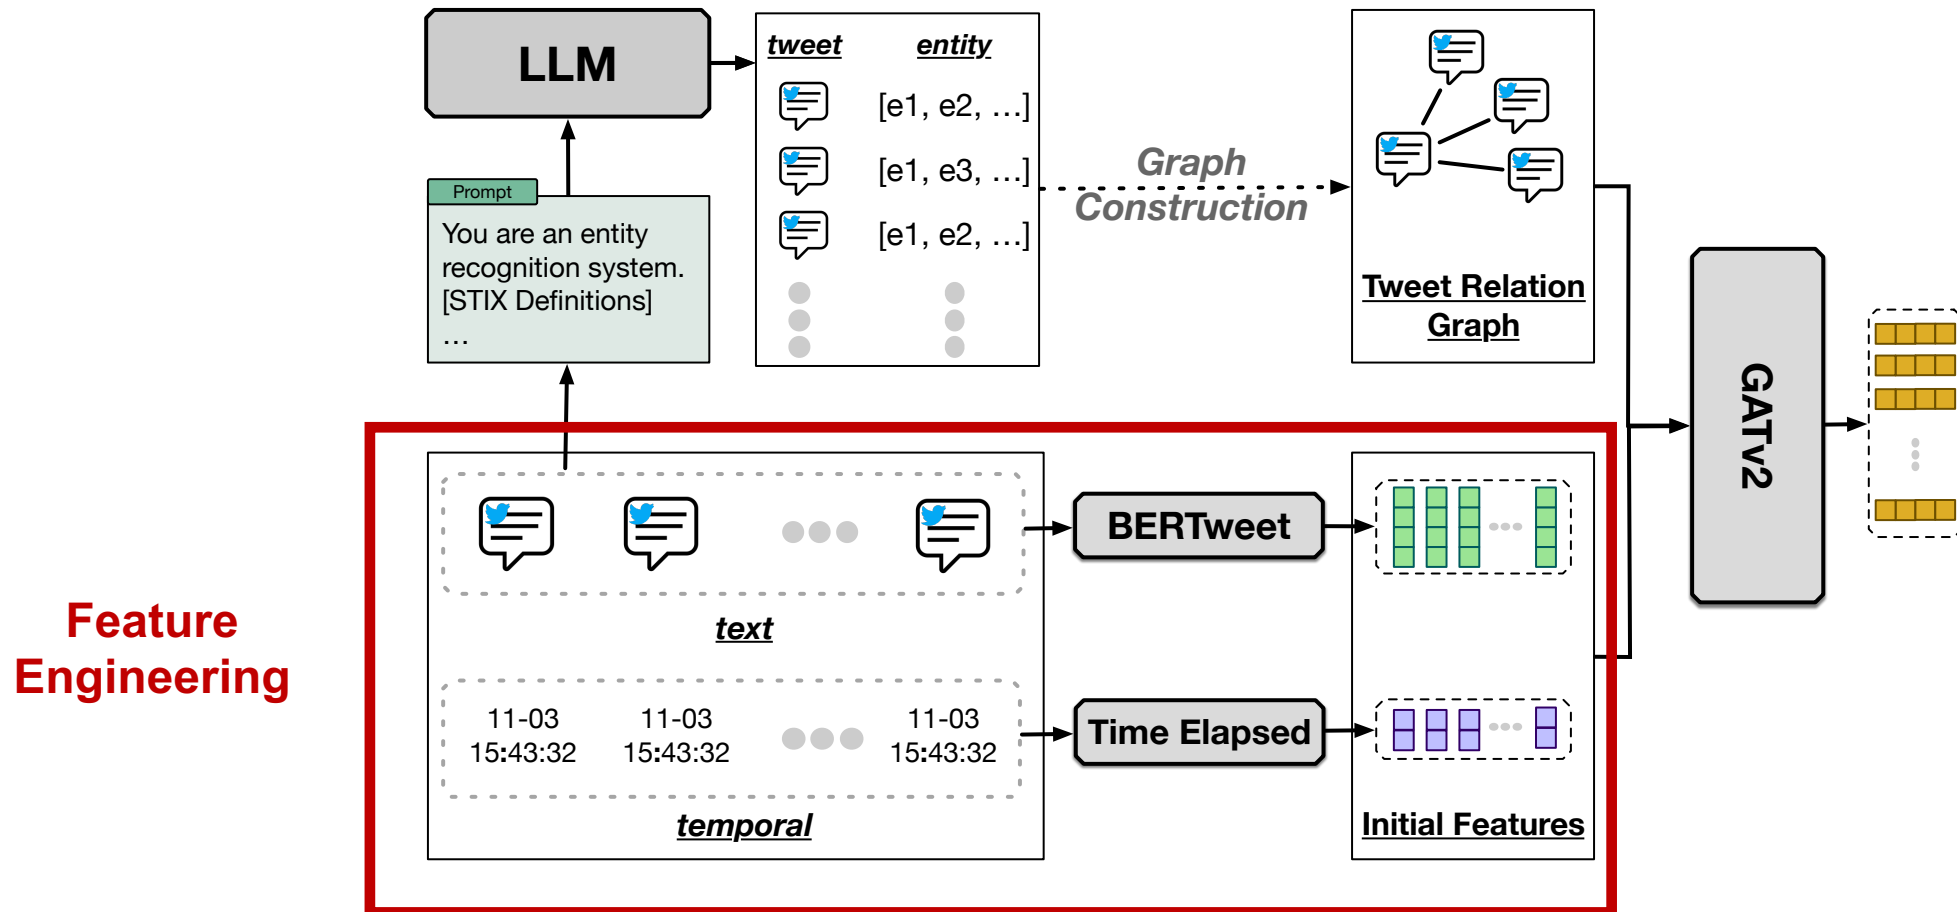 LLM
tweet entity
[e1, e2, …]
[e1, e3, …]
[e1, e2, …]
Graph
Construction
Tweet Relation
Graph
Prompt
You are an entity
recognition system.
[STIX Definitions]
…
GATv2
Feature
Engineering
text
BERTweet
11-03 11-03 11-03
15:43:32 15:43:32 15:43:32
temporal
Time Elapsed
Initial Features